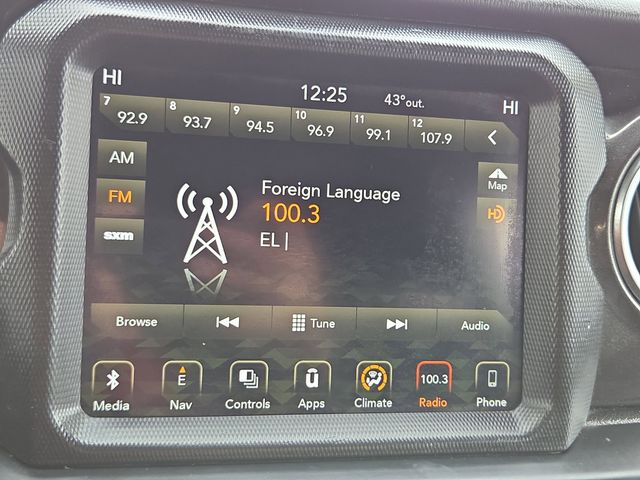 HI 12:25 43°out. HI
7 92.9 8 93.7 9 94.5 10 96.9 11 99.1 12 107.9
AM
Map
FM
HD
sxm
Foreign Language
100.3
EL |
Browse Tune Audio
E u 100.3
Media Nav Controls Apps Climate Radio Phone